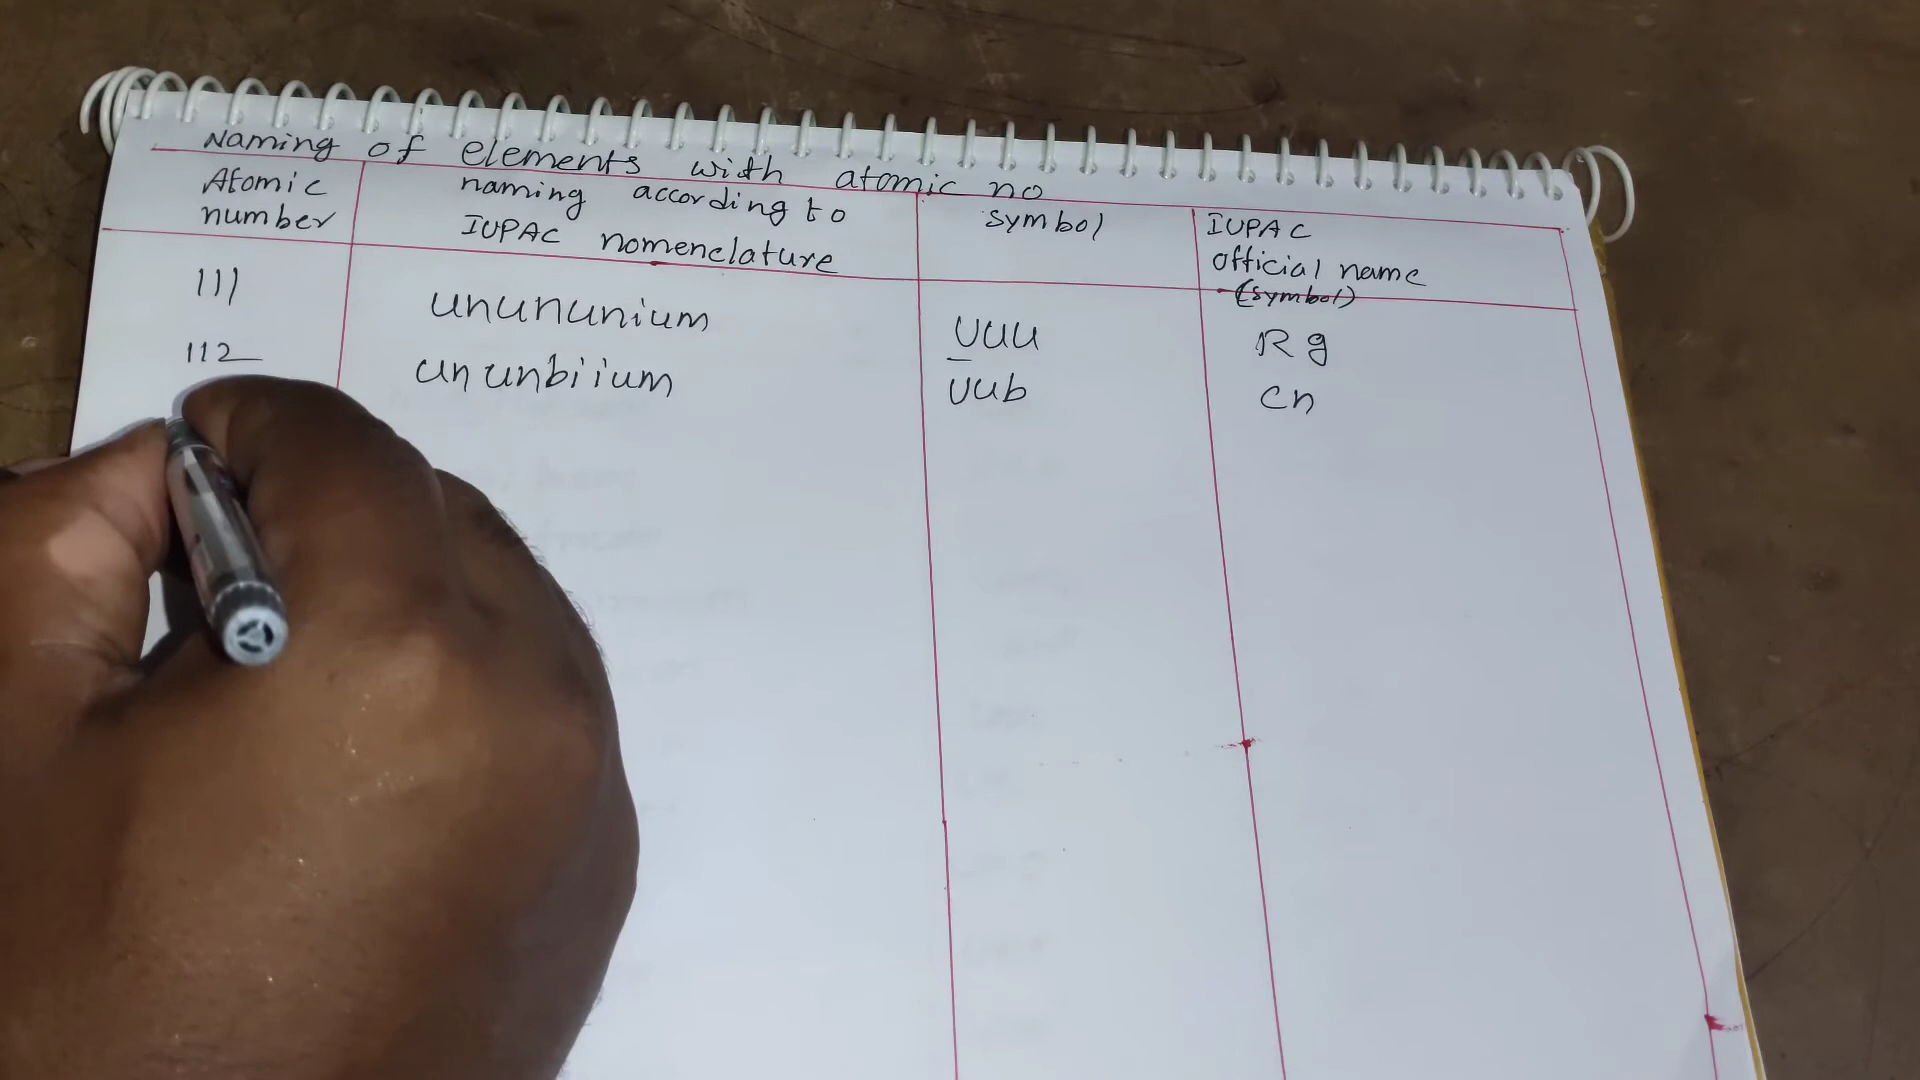 Naming of elements with atomic no
Atomic
number
naming according to
IUPAC nomenclature
symbol
IUPAC
official name
(symbol)
111
unununium
Uuu
Rg
112
ununbiium
Uub
cn